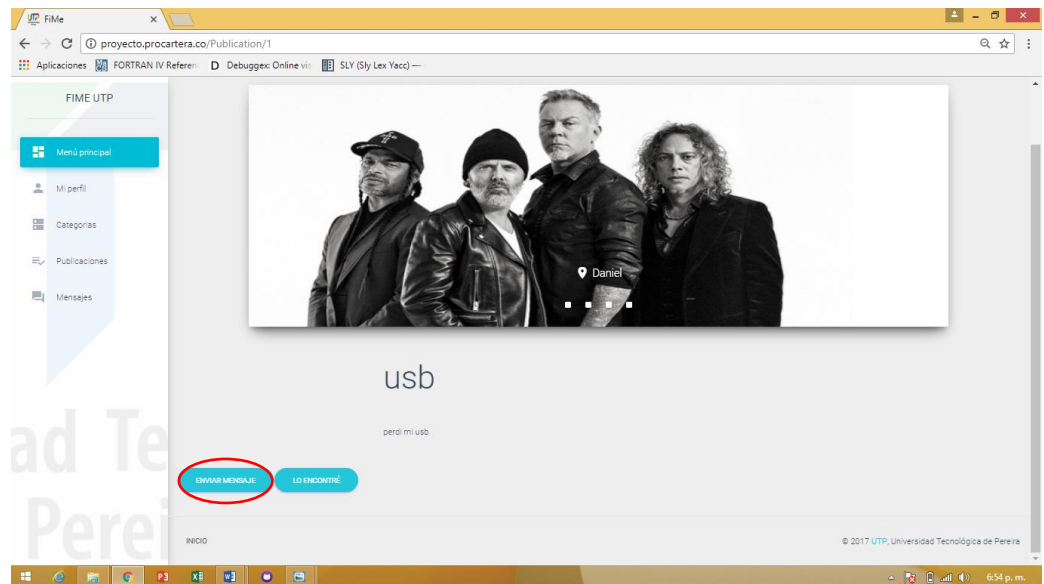 FiMe
proyecto.procartera.co/Publication/1
Aplicaciones FORTRAN IV Referen Debuggex: Online vis SLY (Sly Lex Yacc) —
FIME UTP
Menú principal
Mi perfil
Categorias
Publicaciones
Mensajes
Daniel
usb
perdi mi usb
ENVIAR MENSAJE LO ENCONTRÉ
INICIO
© 2017 UTP, Universidad Tecnológica de Pereira
ad Te
Perei
6:54 p. m.